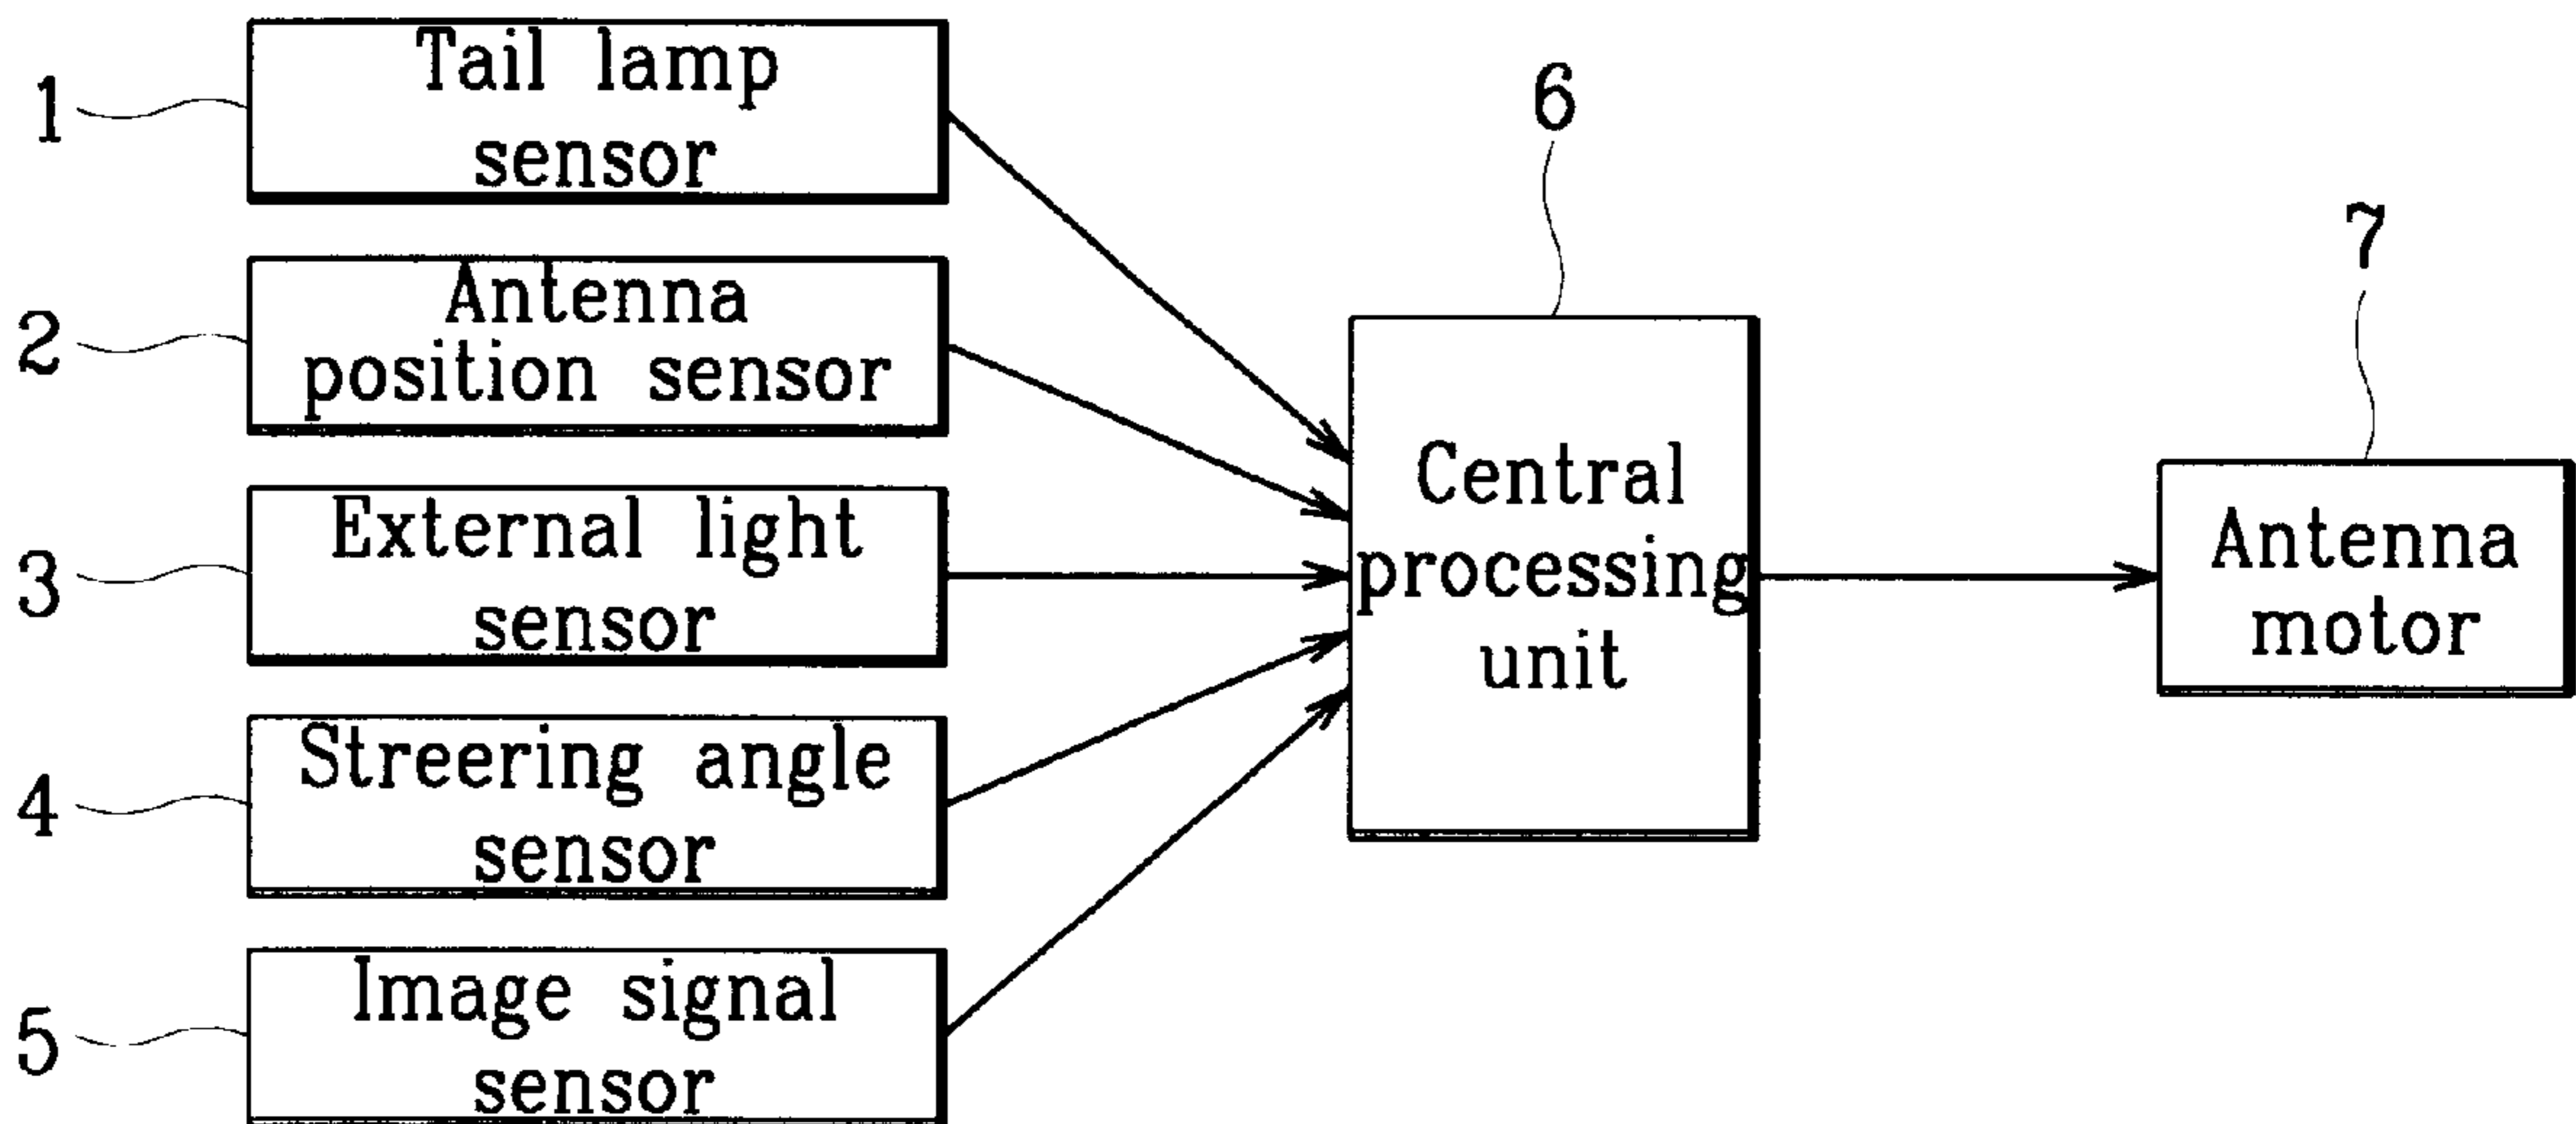 1
Tail lamp
sensor
2
Antenna
position sensor
3
External light
sensor
4
Streering angle
sensor
5
Image signal
sensor
6
Central
processing
unit
7
Antenna
motor